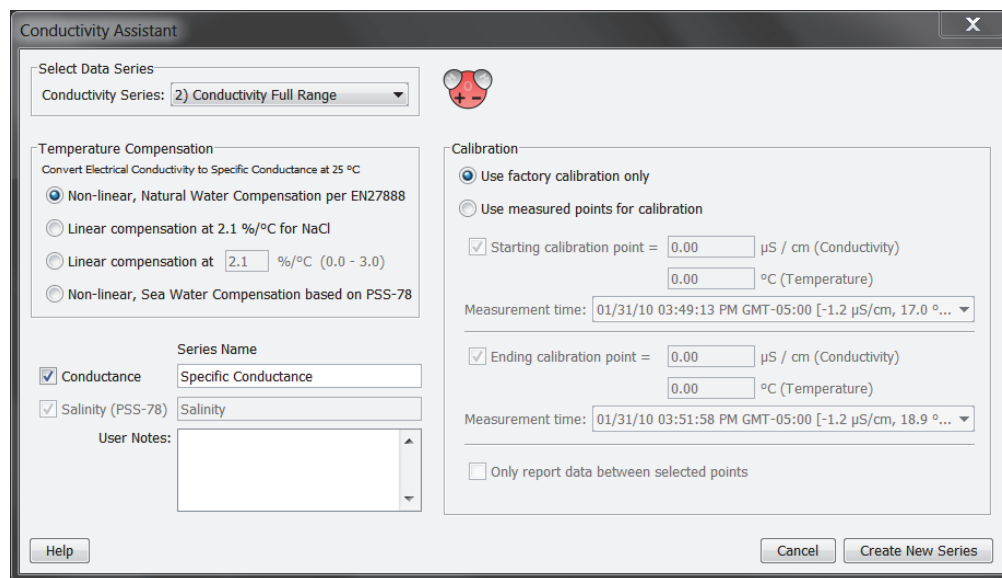 Conductivity Assistant
X
Select Data Series
Conductivity Series: 2) Conductivity Full Range
Temperature Compensation
Convert Electrical Conductivity to Specific Conductance at 25 °C
Non-linear, Natural Water Compensation per EN27888
Linear compensation at 2.1 %/°C for NaCl
Linear compensation at 2.1 %/°C (0.0 - 3.0)
Non-linear, Sea Water Compensation based on PSS-78
Series Name
Conductance Specific Conductance
Salinity (PSS-78) Salinity
User Notes:
Calibration
Use factory calibration only
Use measured points for calibration
Starting calibration point = 0.00 µS / cm (Conductivity)
0.00 °C (Temperature)
Measurement time: 01/31/10 03:49:13 PM GMT-05:00 [-1.2 µS/cm, 17.0 °...
Ending calibration point = 0.00 µS / cm (Conductivity)
0.00 °C (Temperature)
Measurement time: 01/31/10 03:51:58 PM GMT-05:00 [-1.2 µS/cm, 18.9 °...
Only report data between selected points
Help
Cancel
Create New Series